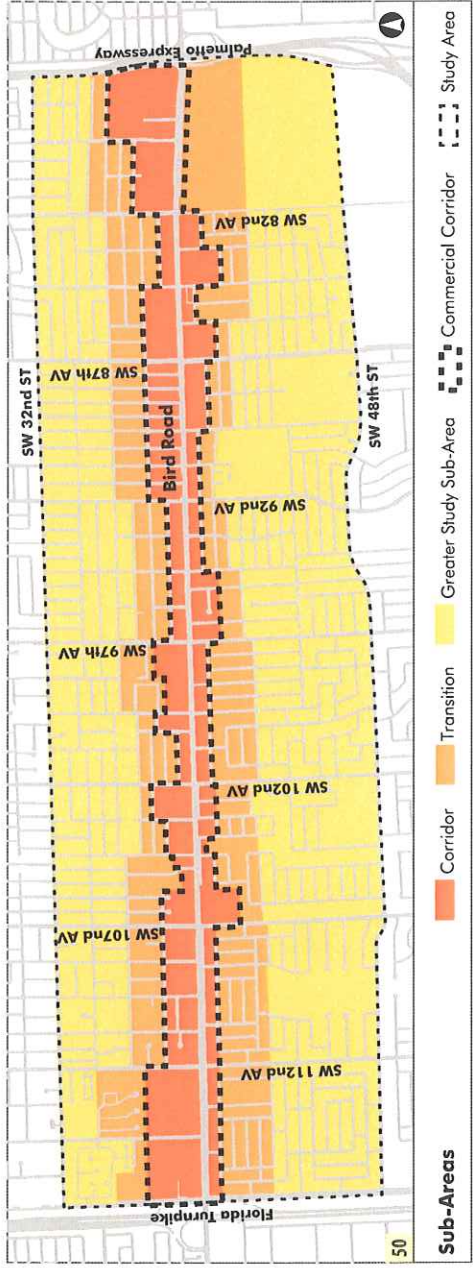 SW 32nd ST
Palmetto Expressway
SW 87th AV
SW 82nd AV
Bird Road
SW 97th AV
SW 92nd AV
SW 48th ST
SW 107nd AV
SW 102nd AV
SW 112nd AV
Florida Turnpike
50
Sub-Areas
Corridor
Transition
Greater Study Sub-Area
Commercial Corridor
Study Area